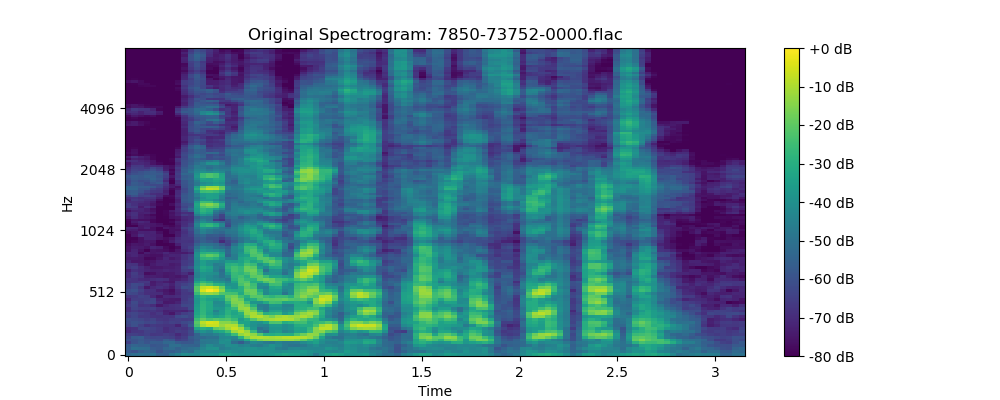 Original Spectrogram: 7850-73752-0000.flac
Hz
4096
2048
1024
512
0
0
0.5
1
1.5
2
2.5
3
Time
+0 dB
-10 dB
-20 dB
-30 dB
-40 dB
-50 dB
-60 dB
-70 dB
-80 dB